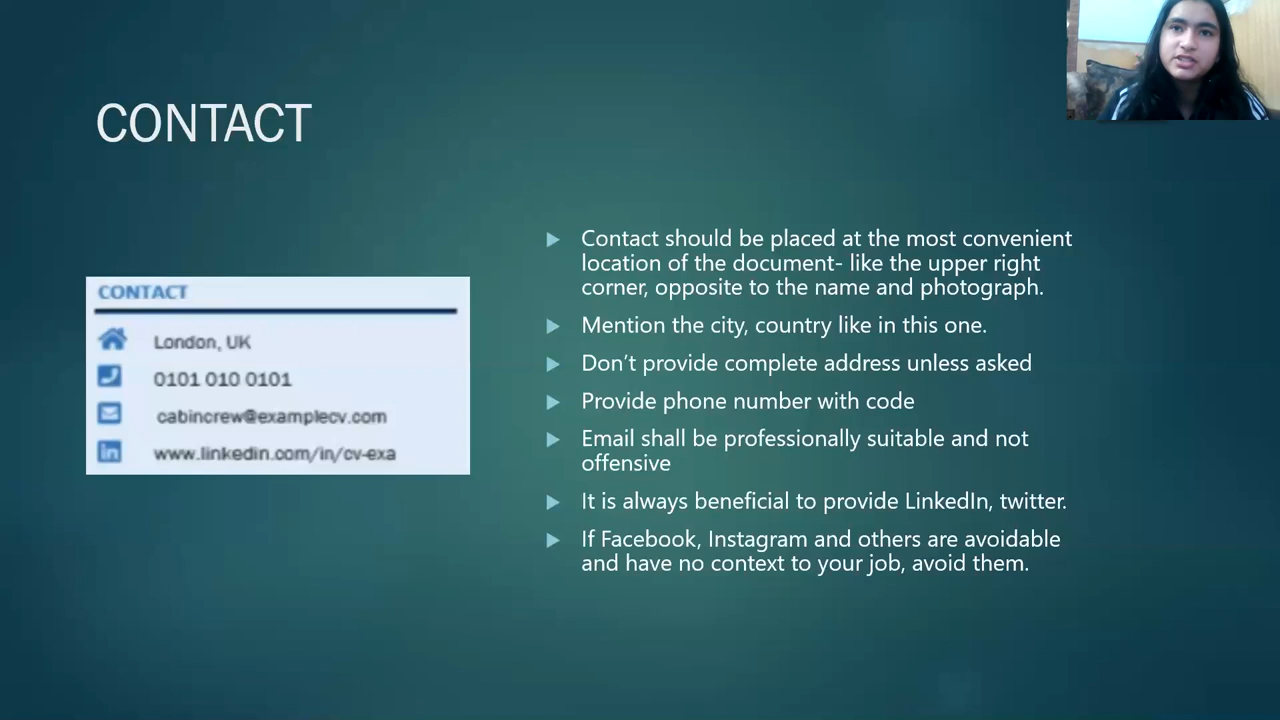 CONTACT
CONTACT
London, UK
0101 010 0101
cabincrew@examplecv.com
www.linkedin.com/in/cv-exa
Contact should be placed at the most convenient
location of the document- like the upper right
corner, opposite to the name and photograph.
Mention the city, country like in this one.
Don’t provide complete address unless asked
Provide phone number with code
Email shall be professionally suitable and not
offensive
It is always beneficial to provide LinkedIn, twitter.
If Facebook, Instagram and others are avoidable
and have no context to your job, avoid them.